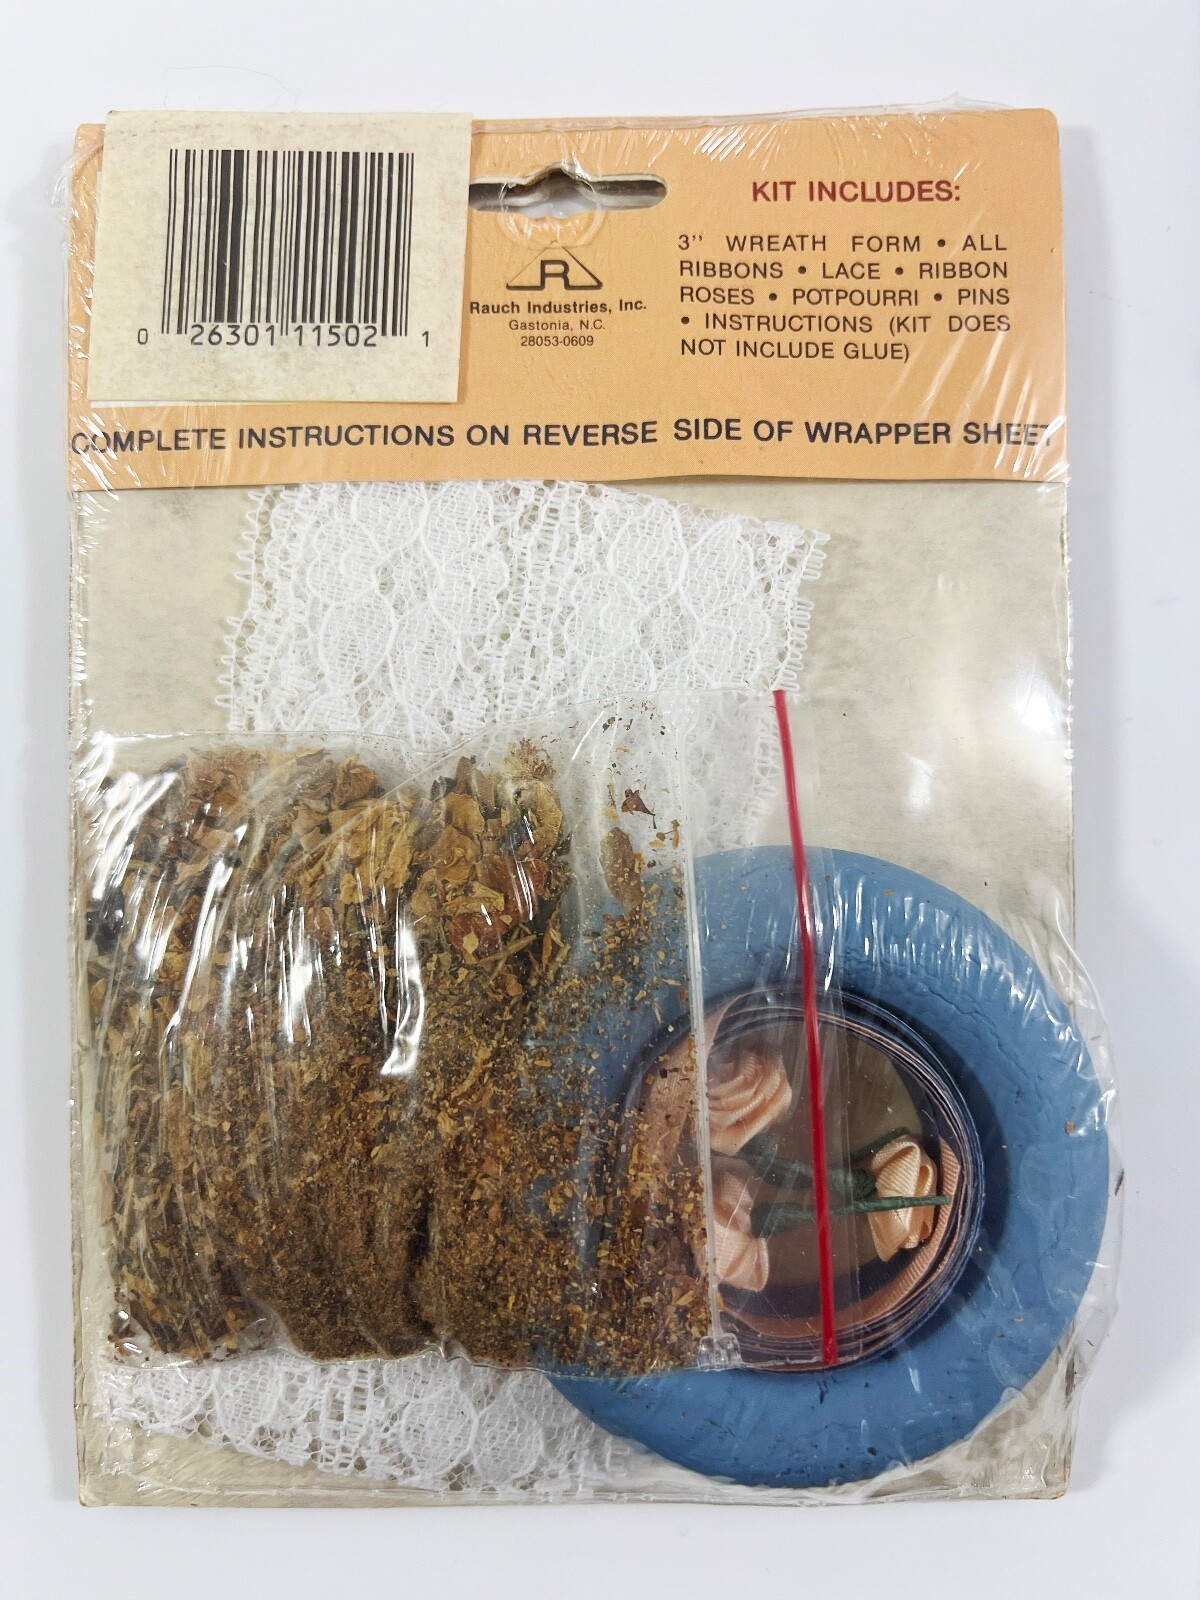 0 26301 11502 1
R
Rauch Industries, Inc.
Gastonia, N.C.
28053-0609
KIT INCLUDES:
3'' WREATH FORM • ALL
RIBBONS • LACE • RIBBON
ROSES • POTPOURRI • PINS
• INSTRUCTIONS (KIT DOES
NOT INCLUDE GLUE)
COMPLETE INSTRUCTIONS ON REVERSE SIDE OF WRAPPER SHEET